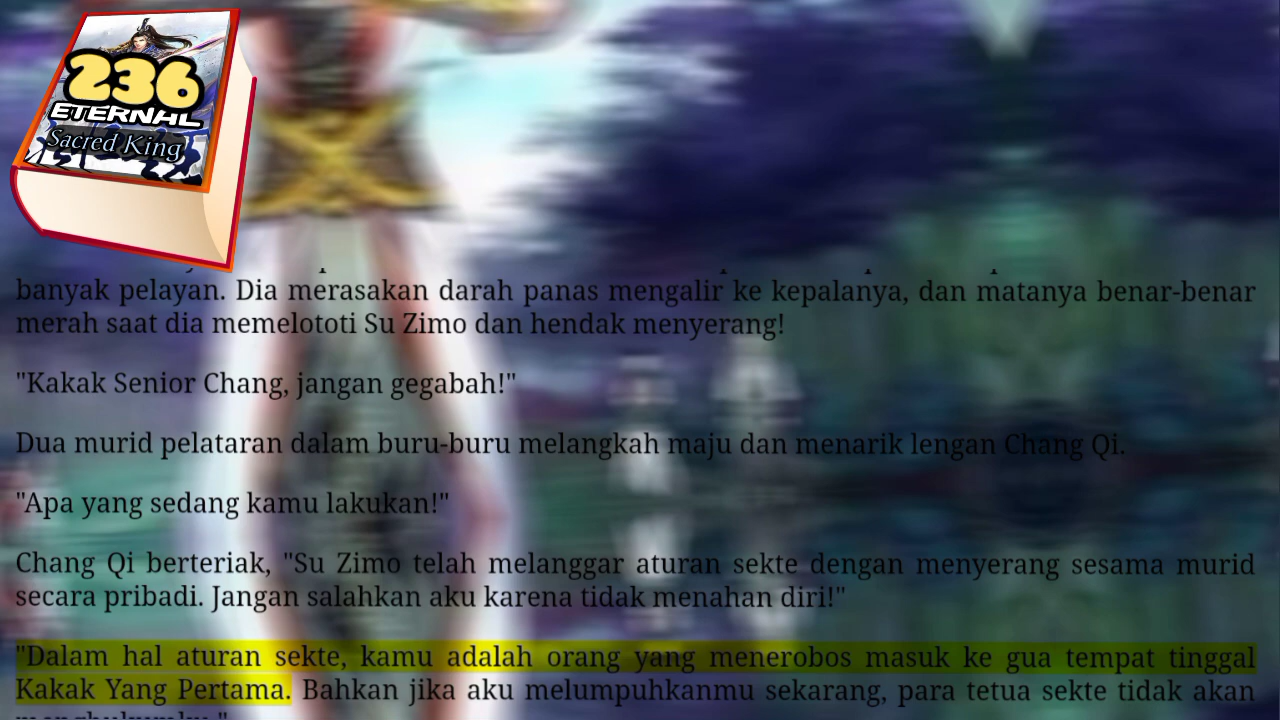 236
ETERNAL
Sacred King
banyak pelayan. Dia merasakan darah panas mengalir ke kepalanya, dan matanya benar-benar
merah saat dia memelototi Su Zimo dan hendak menyerang!
"Kakak Senior Chang, jangan gegabah!"
Dua murid pelataran dalam buru-buru melangkah maju dan menarik lengan Chang Qi.
"Apa yang sedang kamu lakukan!"
Chang Qi berteriak, "Su Zimo telah melanggar aturan sekte dengan menyerang sesama murid
secara pribadi. Jangan salahkan aku karena tidak menahan diri!"
"Dalam hal aturan sekte, kamu adalah orang yang menerobos masuk ke gua tempat tinggal
Kakak Yang Pertama. Bahkan jika aku melumpuhkanmu sekarang, para tetua sekte tidak akan